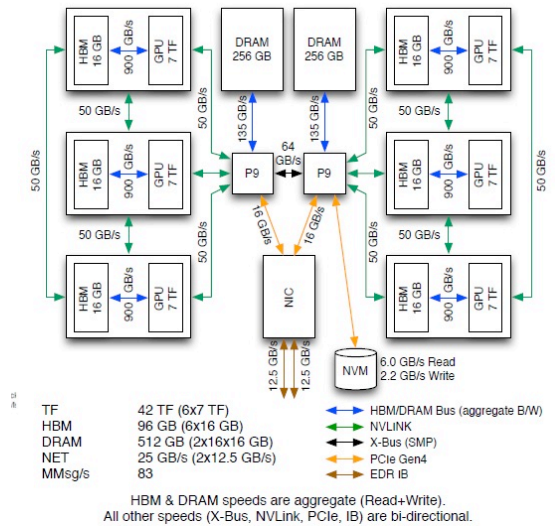 HBM
16 GB
900 GB/s
GPU
7 TF
DRAM
256 GB
DRAM
256 GB
HBM
16 GB
900 GB/s
GPU
7 TF
50 GB/s
50 GB/s
50 GB/s
135 GB/s
135 GB/s
50 GB/s
50 GB/s
50 GB/s
HBM
16 GB
900 GB/s
GPU
7 TF
P9
64
GB/s
P9
HBM
16 GB
900 GB/s
GPU
7 TF
50 GB/s
50 GB/s
16 GB/s
16 GB/s
50 GB/s
50 GB/s
HBM
16 GB
900 GB/s
GPU
7 TF
NIC
HBM
16 GB
900 GB/s
GPU
7 TF
12.5 GB/s
12.5 GB/s
NVM
6.0 GB/s Read
2.2 GB/s Write
TF 42 TF (6x7 TF)
HBM 96 GB (6x16 GB)
DRAM 512 GB (2x16x16 GB)
NET 25 GB/s (2x12.5 GB/s)
MMsg/s 83
HBM/DRAM Bus (aggregate B/W)
NVLINK
X-Bus (SMP)
PCIe Gen4
EDR IB
HBM & DRAM speeds are aggregate (Read+Write).
All other speeds (X-Bus, NVLink, PCIe, IB) are bi-directional.